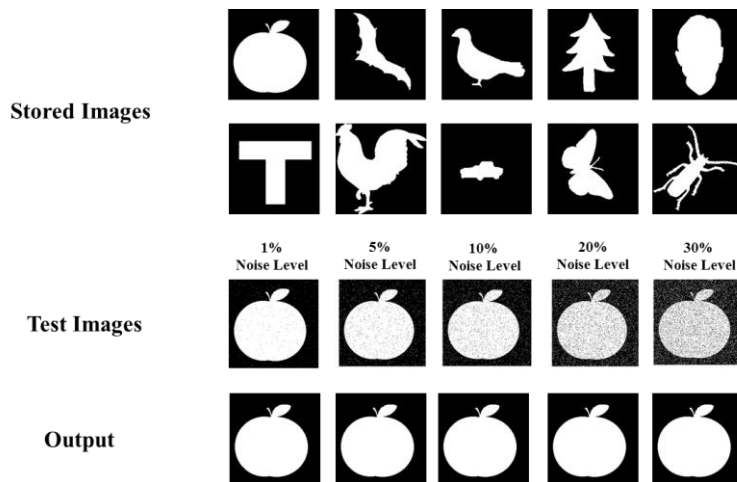 Stored Images
T
1% 5% 10% 20% 30%
Noise Level Noise Level Noise Level Noise Level Noise Level
Test Images
Output